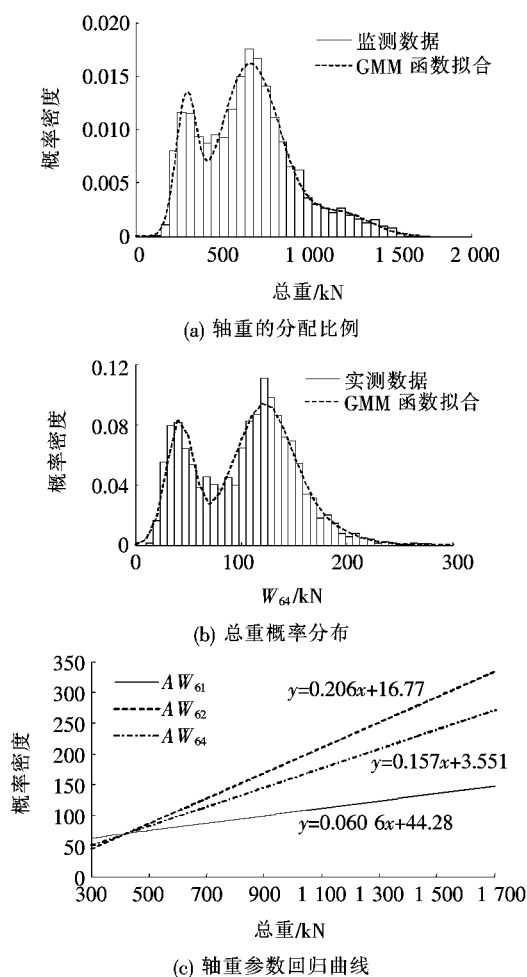 0.020
0.015
0.010
0.005
0
概率密度
监测数据
GMM 函数拟合
0 500 1 000 1 500 2 000
总重/kN
(a) 轴重的分配比例
0.12
0.08
0.04
0
概率密度
实测数据
GMM 函数拟合
0 100 200 300
W64/kN
(b) 总重概率分布
350
300
250
200
150
100
50
0
概率密度
AW61
AW62
AW64
y=0.206x+16.77
y=0.157x+3.551
y=0.060 6x+44.28
300 500 700 900 1 100 1 300 1 500 1 700
总重/kN
(c) 轴重参数回归曲线